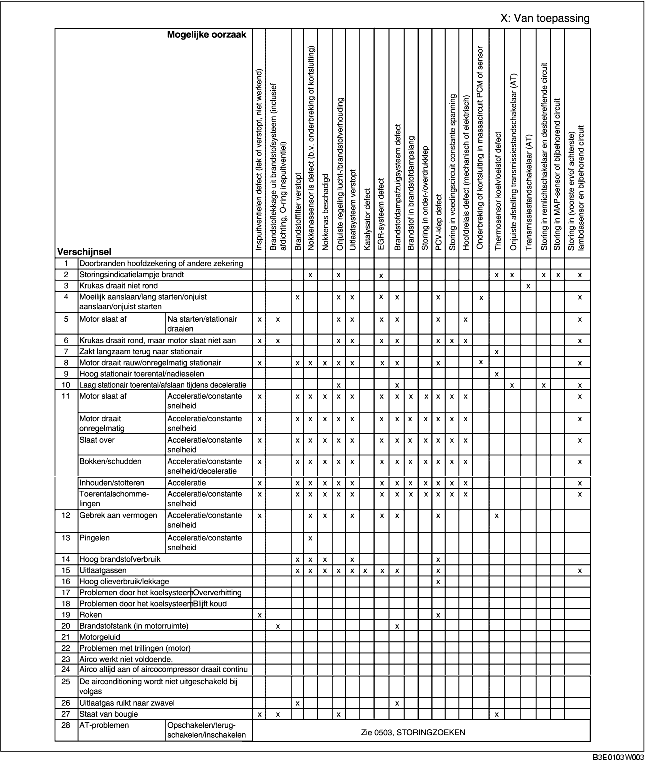 X: Van toepassing
Mogelijke oorzaak
Inspuitventielen defect (lek of verstopt, niet werkend)
Brandstoflekkage uit brandstofsysteem (inclusief
afdichting, O-ring inspuitventiel)
Brandstoffilter verstopt
Nokkenassensor is defect (b.v. onderbreking of kortsluiting)
Nokkenas beschadigd
Onjuiste regeling lucht-/brandstofverhouding
Uitlaatsysteem verstopt
Katalysator defect
EGR-systeem defect
Brandstofdampafzuigsysteem defect
Brandstof in brandstofdampslang
Storing in onder-/overdrukklep
PCV-klep defect
Storing in voedingscircuit constante spanning
Hoofdrelais defect (mechanisch of elektrisch)
Onderbreking of kortsluiting in massacircuit PCM of sensor
Thermosensor koelvloeistof defect
Onjuiste afstelling transmissiestandschakelaar (AT)
Transmissiestandschakelaar (AT)
Storing in remlichtschakelaar en desbetreffende circuit
Storing in MAP-sensor of bijbehorend circuit
Storing in (voorste en/of achterste)
lambdasensor en bijbehorend circuit
Verschijnsel
1 Doorbranden hoofdzekering of andere zekering
2 Storingsindicatielampje brandt x x x x x x x x
3 Krukas draait niet rond x
4 Moeilijk aanslaan/lang starten/onjuist x x x x x x x x
aanslaan/onjuist starten
5 Motor slaat af Na starten/stationair x x x x x x x x x
draaien
6 Krukas draait rond, maar motor slaat niet aan x x x x x x x x x x
7 Zakt langzaam terug naar stationair x
8 Motor draait rauw/onregelmatig stationair x x x x x x x x x x x
9 Hoog stationair toerental/nadieselen x
10 Laag stationair toerental/afslaan tijdens deceleratie x x x x x
11 Motor slaat af Acceleratie/constante x x x x x x x x x x x x x x
snelheid
Motor draait Acceleratie/constante x x x x x x x x x x x x x x
onregelmatig snelheid
Slaat over Acceleratie/constante x x x x x x x x x x x x x x
snelheid
Bokken/schudden Acceleratie/constante x x x x x x x x x x x x x x
snelheid/deceleratie
Inhouden/stotteren Acceleratie x x x x x x x x x x x x x x
Toerentalschomme- Acceleratie/constante x x x x x x x x x x x x x x
lingen snelheid
12 Gebrek aan vermogen Acceleratie/constante x x x x x x x x
snelheid
13 Pingelen Acceleratie/constante x
snelheid
14 Hoog brandstofverbruik x x x x x
15 Uitlaatgassen x x x x x x x x x x
16 Hoog olieverbruik/lekkage x
17 Problemen door het koelsysteem Oververhitting
18 Problemen door het koelsysteem Blijft koud
19 Roken x x
20 Brandstofstank (in motorruimte) x x
21 Motorgeluid
22 Problemen met trillingen (motor)
23 Airco werkt niet voldoende.
24 Airco altijd aan of aircocompressor draait continu
25 De airconditioning wordt niet uitgeschakeld bij
volgas
26 Uitlaatgas ruikt naar zwavel x x
27 Staat van bougie x x x x
28 AT-problemen Opschakelen/terug-
schakelen/inschakelen
Zie 0503, STORINGZOEKEN
B3E0103W003